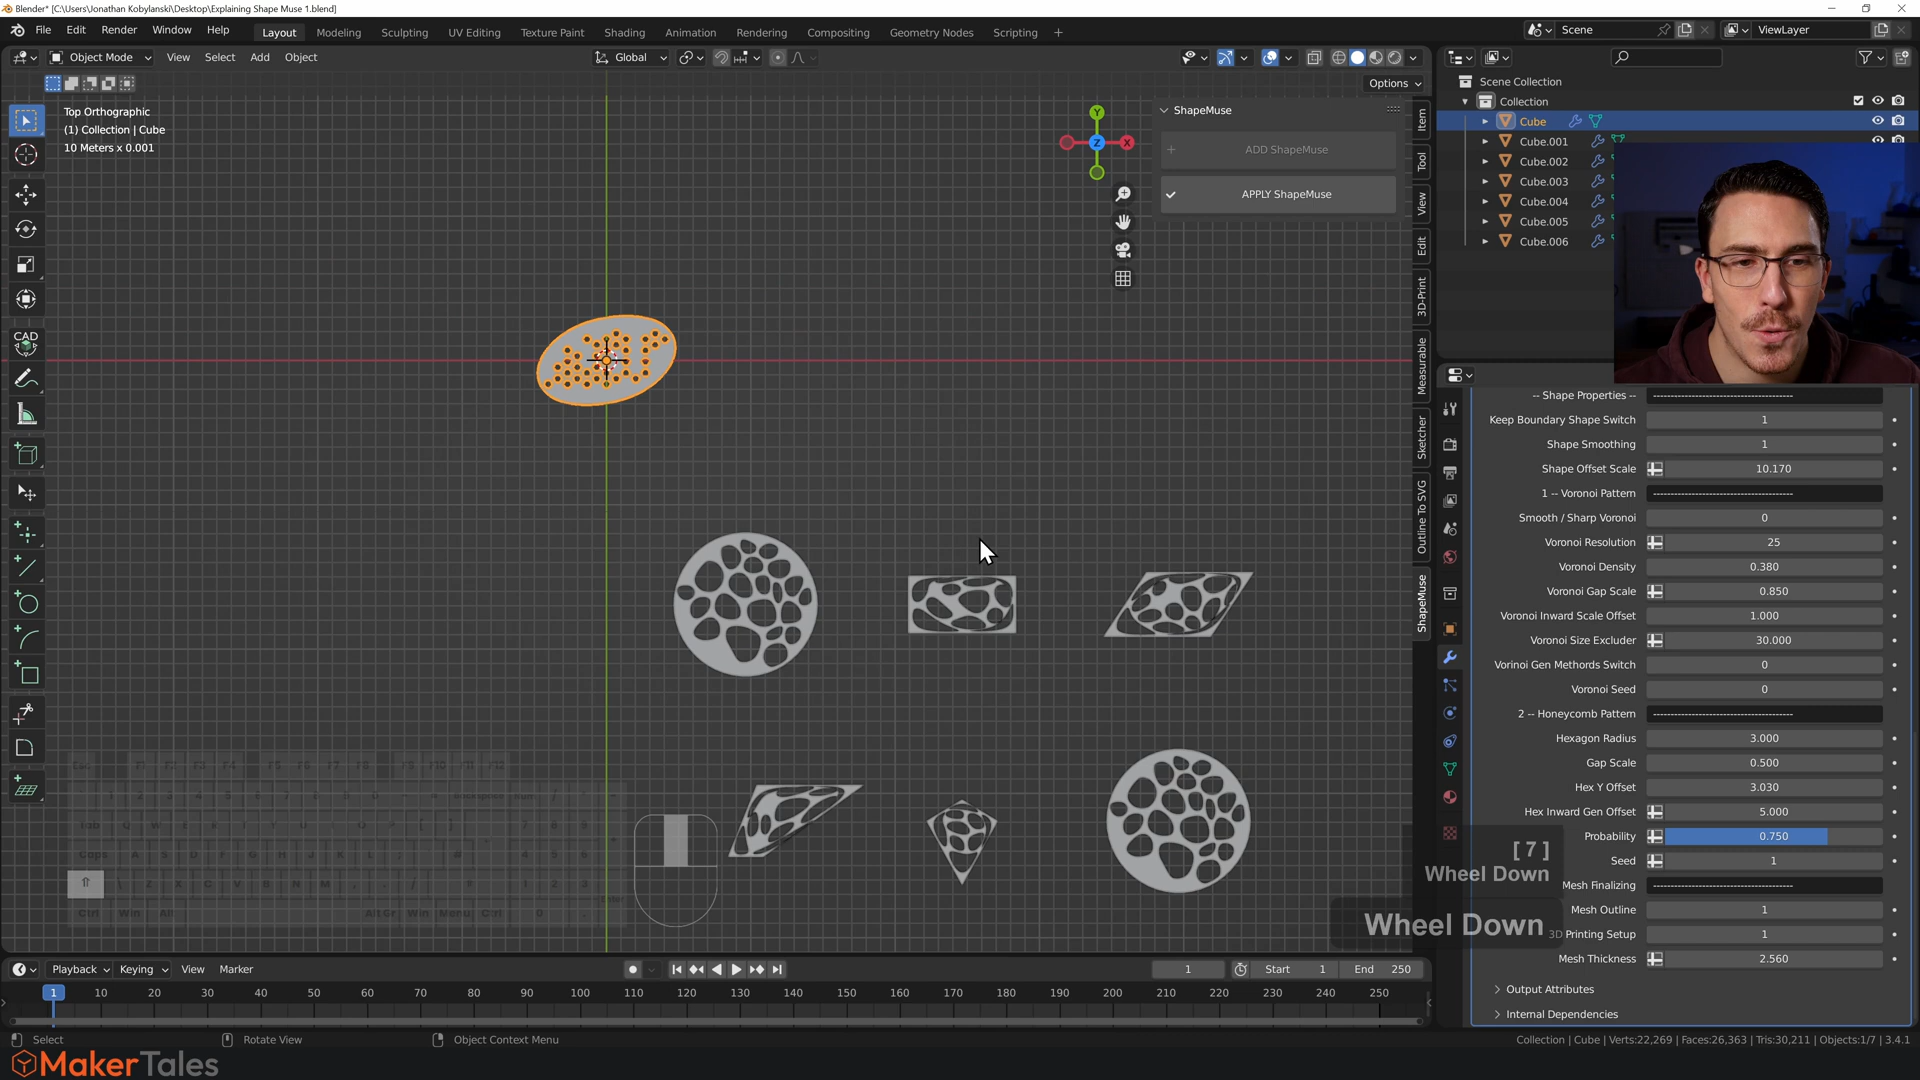 Blender* [C:\Users\Jonathan Kobylanski\Desktop\Explaining Shape Muse 1.blend]
File Edit Render Window Help Layout Modeling Sculpting UV Editing Texture Paint Shading Animation Rendering Compositing Geometry Nodes Scripting +
Scene
ViewLayer
Object Mode View Select Add Object
Global
Options
Top Orthographic
(1) Collection | Cube
10 Meters x 0.001
Y
Z
X
ShapeMuse
ADD ShapeMuse
APPLY ShapeMuse
Item
Tool
View
Edit
3D-Print
Measurable
Sketcher
Outline To SVG
ShapeMuse
CAD
Scene Collection
Collection
Cube
Cube.001
Cube.002
Cube.003
Cube.004
Cube.005
Cube.006
-- Shape Properties --
Keep Boundary Shape Switch 1
Shape Smoothing 1
Shape Offset Scale 10.170
1 -- Voronoi Pattern
Smooth / Sharp Voronoi 0
Voronoi Resolution 25
Voronoi Density 0.380
Voronoi Gap Scale 0.850
Voronoi Inward Scale Offset 1.000
Voronoi Size Excluder 30.000
Vorinoi Gen Methords Switch 0
Voronoi Seed 0
2 -- Honeycomb Pattern
Hexagon Radius 3.000
Gap Scale 0.500
Hex Y Offset 3.030
Hex Inward Gen Offset 5.000
Probability 0.750
Seed 1
Mesh Finalizing
Mesh Outline 1
3D Printing Setup 1
Mesh Thickness 2.560
Output Attributes
Internal Dependencies
[ 7 ]
Wheel Down
Wheel Down
Playback Keying View Marker
1
Start 1
End 250
1 10 20 30 40 50 60 70 80 90 100 110 120 130 140 150 160 170 180 190 200 210 220 230 240 250
Select
Rotate View
Object Context Menu
Collection | Cube | Verts:22,269 | Faces:26,363 | Tris:30,211 | Objects:1/7 | 3.4.1
MakerTales